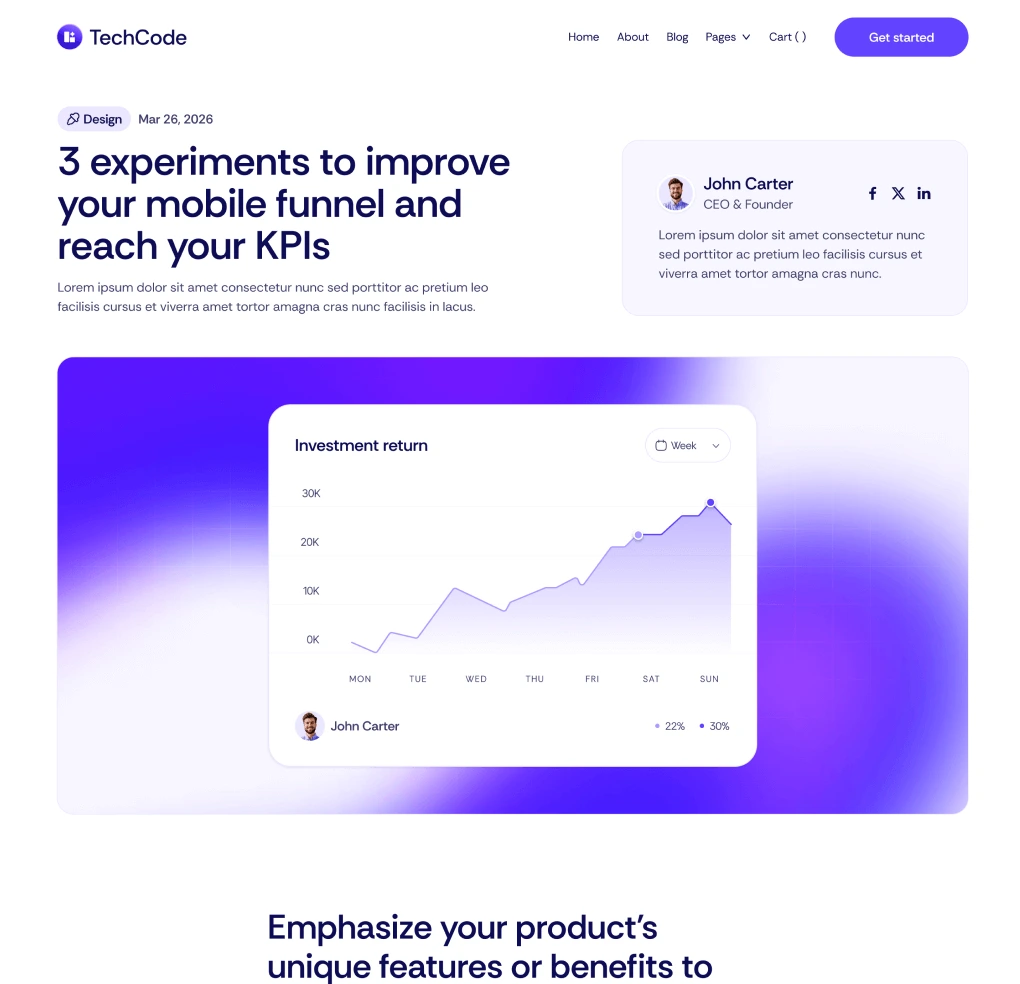 TechCode
Home About Blog Pages Cart ( ) Get started
Design Mar 26, 2026
3 experiments to improve
your mobile funnel and
reach your KPIs
Lorem ipsum dolor sit amet consectetur nunc sed porttitor ac pretium leo
facilisis cursus et viverra amet tortor amagna cras nunc facilisis in lacus.
John Carter
CEO & Founder
Lorem ipsum dolor sit amet consectetur nunc
sed porttitor ac pretium leo facilisis cursus et
viverra amet tortor amagna cras nunc.
Investment return
Week
30K
20K
10K
0K
MON TUE WED THU FRI SAT SUN
John Carter
22% 30%
Emphasize your product's
unique features or benefits to